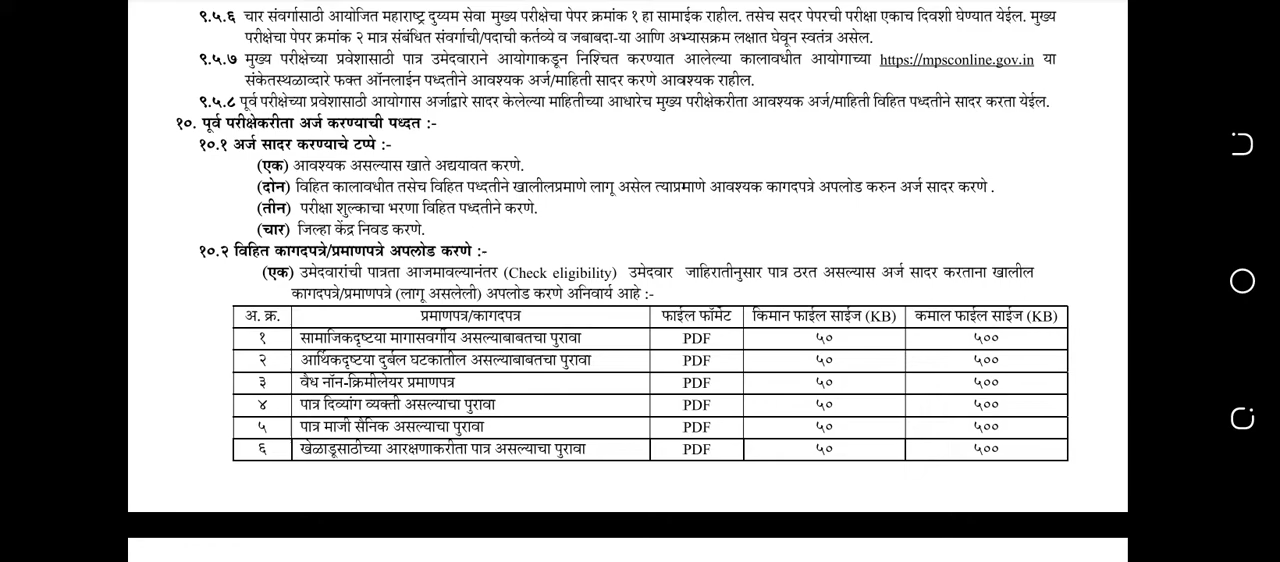 ९.५.६ चार संवर्गासाठी आयोजित महाराष्ट्र दुय्यम सेवा मुख्य परीक्षेचा पेपर क्रमांक १ हा सामाईक राहील. तसेच सदर पेपरची परीक्षा एकाच दिवशी घेण्यात येईल. मुख्य
परीक्षेचा पेपर क्रमांक २ मात्र संबंधित संवर्गाची/पदाची कर्तव्ये व जबाबदा-या आणि अभ्यासक्रम लक्षात घेवून स्वतंत्र असेल.
९.५.७ मुख्य परीक्षेच्या प्रवेशासाठी पात्र उमेदवाराने आयोगाकडून निश्चित करण्यात आलेल्या कालावधीत आयोगाच्या https://mpsconline.gov.in या
संकेतस्थळाव्दारे फक्त ऑनलाईन पध्दतीने आवश्यक अर्ज/माहिती सादर करणे आवश्यक राहील.
९.५.८ पूर्व परीक्षेच्या प्रवेशासाठी आयोगास अर्जाद्वारे सादर केलेल्या माहितीच्या आधारेच मुख्य परीक्षेकरीता आवश्यक अर्ज/माहिती विहित पध्दतीने सादर करता येईल.
१०. पूर्व परीक्षेकरीता अर्ज करण्याची पध्दत :-
१०.१ अर्ज सादर करण्याचे टप्पे :-
(एक) आवश्यक असल्यास खाते अद्ययावत करणे.
(दोन) विहित कालावधीत तसेच विहित पध्दतीने खालीलप्रमाणे लागू असेल त्याप्रमाणे आवश्यक कागदपत्रे अपलोड करुन अर्ज सादर करणे .
(तीन) परीक्षा शुल्काचा भरणा विहित पध्दतीने करणे.
(चार) जिल्हा केंद्र निवड करणे.
१०.२ विहित कागदपत्रे/प्रमाणपत्रे अपलोड करणे :-
(एक) उमेदवारांची पात्रता आजमावल्यानंतर (Check eligibility) उमेदवार जाहिरातीनुसार पात्र ठरत असल्यास अर्ज सादर करताना खालील
कागदपत्रे/प्रमाणपत्रे (लागू असलेली) अपलोड करणे अनिवार्य आहे :-
अ. क्र. प्रमाणपत्र/कागदपत्र फाईल फॉर्मेट किमान फाईल साईज (KB) कमाल फाईल साईज (KB)
१ सामाजिकदृष्टया मागासवर्गीय असल्याबाबतचा पुरावा PDF ५० ५००
२ आर्थिकदृष्टया दुर्बल घटकातील असल्याबाबतचा पुरावा PDF ५० ५००
३ वैध नॉन-क्रिमीलेयर प्रमाणपत्र PDF ५० ५००
४ पात्र दिव्यांग व्यक्ती असल्याचा पुरावा PDF ५० ५००
५ पात्र माजी सैनिक असल्याचा पुरावा PDF ५० ५००
६ खेळाडूसाठीच्या आरक्षणाकरीता पात्र असल्याचा पुरावा PDF ५० ५००